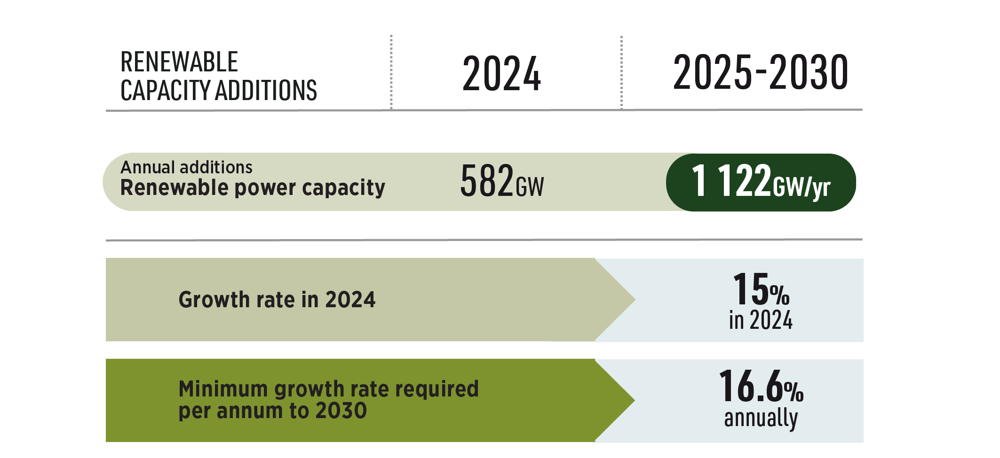 RENEWABLE
CAPACITY ADDITIONS
2024
2025-2030
Annual additions
Renewable power capacity
582GW
1 122GW/yr
Growth rate in 2024
15%
in 2024
Minimum growth rate required
per annum to 2030
16.6%
annually